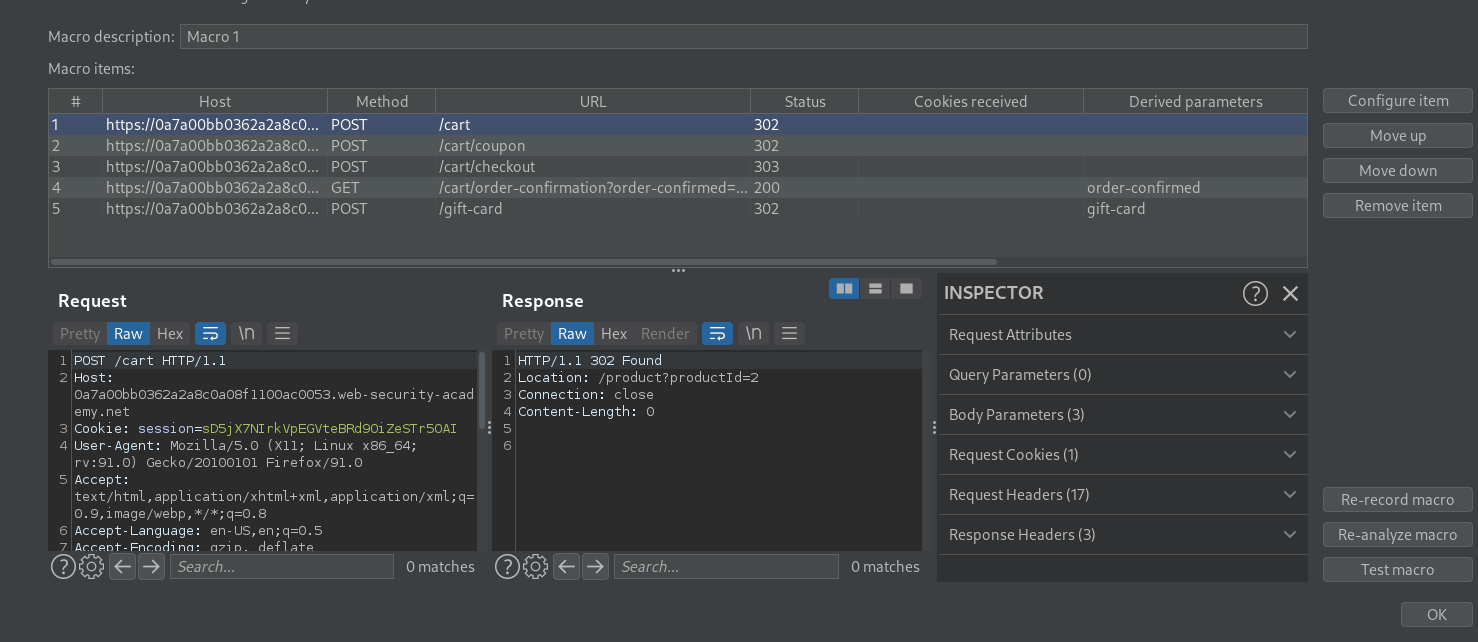 Macro description: Macro 1
Macro items:
# Host Method URL Status Cookies received Derived parameters
1 https://0a7a00bb0362a2a8c0... POST /cart 302
2 https://0a7a00bb0362a2a8c0... POST /cart/coupon 302
3 https://0a7a00bb0362a2a8c0... POST /cart/checkout 303
4 https://0a7a00bb0362a2a8c0... GET /cart/order-confirmation?order-confirmed=... 200 order-confirmed
5 https://0a7a00bb0362a2a8c0... POST /gift-card 302 gift-card
Configure item
Move up
Move down
Remove item
Request
Pretty Raw Hex \n
1 POST /cart HTTP/1.1
2 Host:
0a7a00bb0362a2a8c0a08f1100ac0053.web-security-acad
emy.net
3 Cookie: session=sD5jX7NIrkVpEGVteBRd9OiZeSTr5OAI
4 User-Agent: Mozilla/5.0 (X11; Linux x86_64;
rv:91.0) Gecko/20100101 Firefox/91.0
5 Accept:
text/html,application/xhtml+xml,application/xml;q=
0.9,image/webp,*/*;q=0.8
6 Accept-Language: en-US,en;q=0.5
7 Accept-Encoding: gzip, deflate
Search... 0 matches
Response
Pretty Raw Hex Render \n
1 HTTP/1.1 302 Found
2 Location: /product?productId=2
3 Connection: close
4 Content-Length: 0
5
6
Search... 0 matches
INSPECTOR
Request Attributes
Query Parameters (0)
Body Parameters (3)
Request Cookies (1)
Request Headers (17)
Response Headers (3)
Re-record macro
Re-analyze macro
Test macro
OK